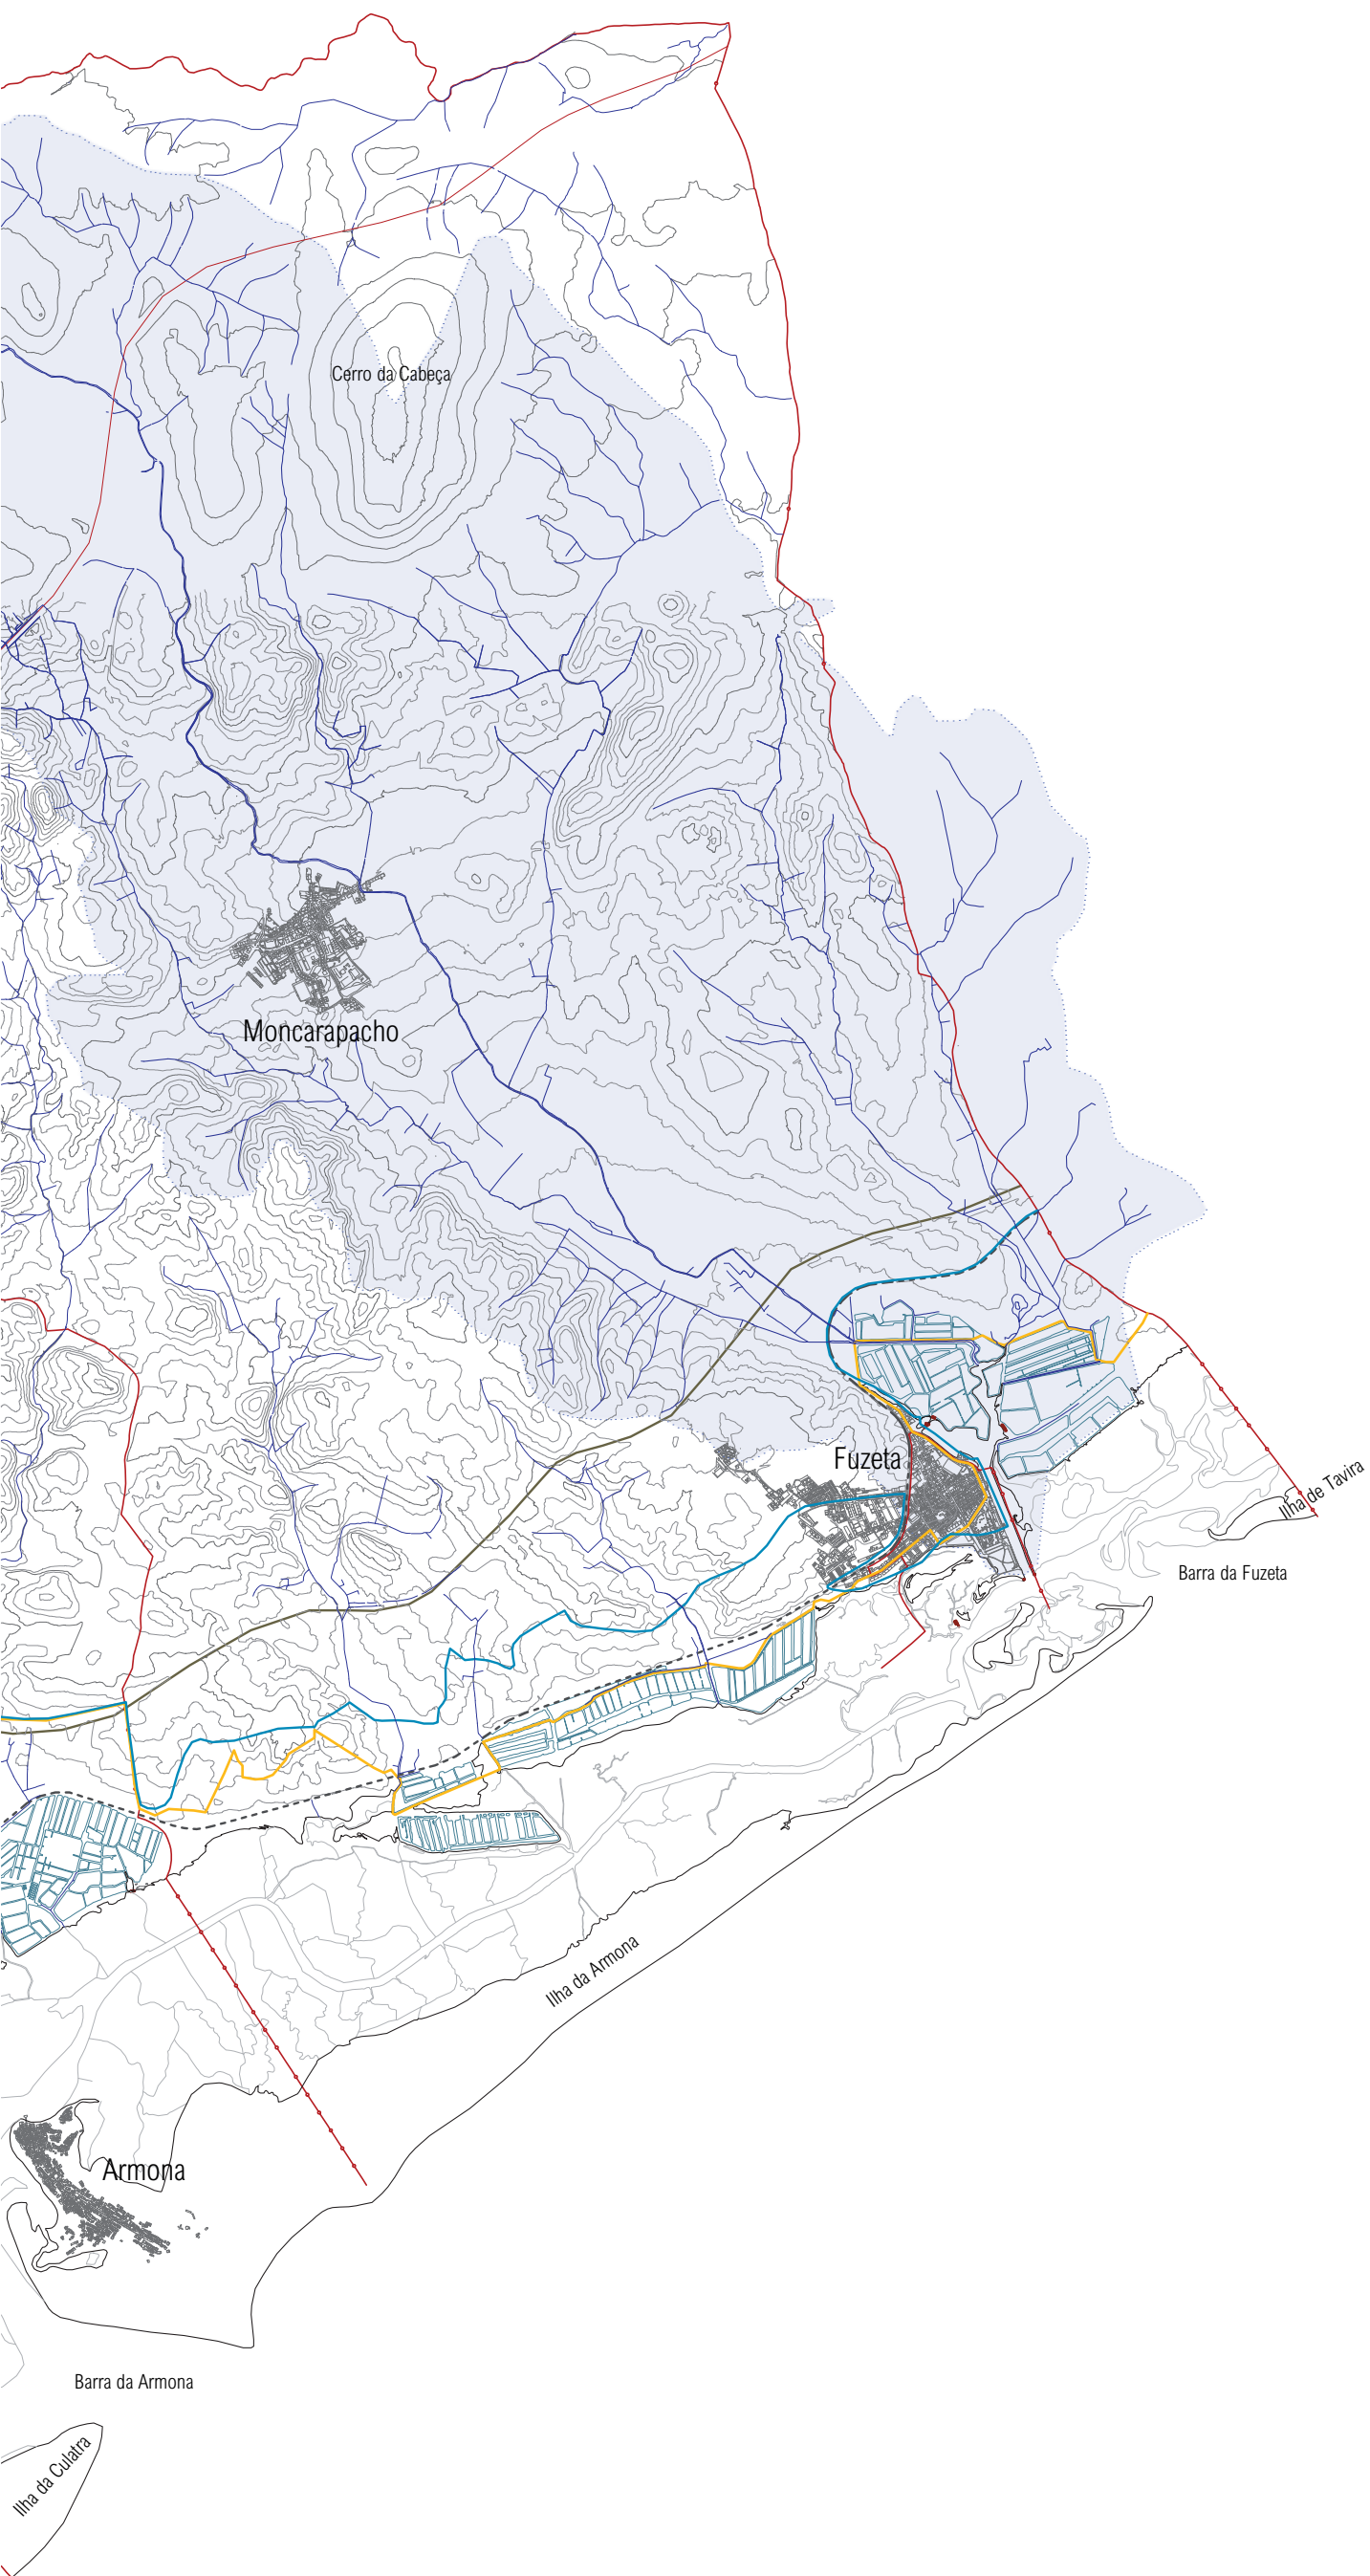 Cerro da Cabeça
Moncarapacho
Fuzeta
Ilha de Tavira
Barra da Fuzeta
Ilha da Armona
Armona
Barra da Armona
Ilha da Culatra